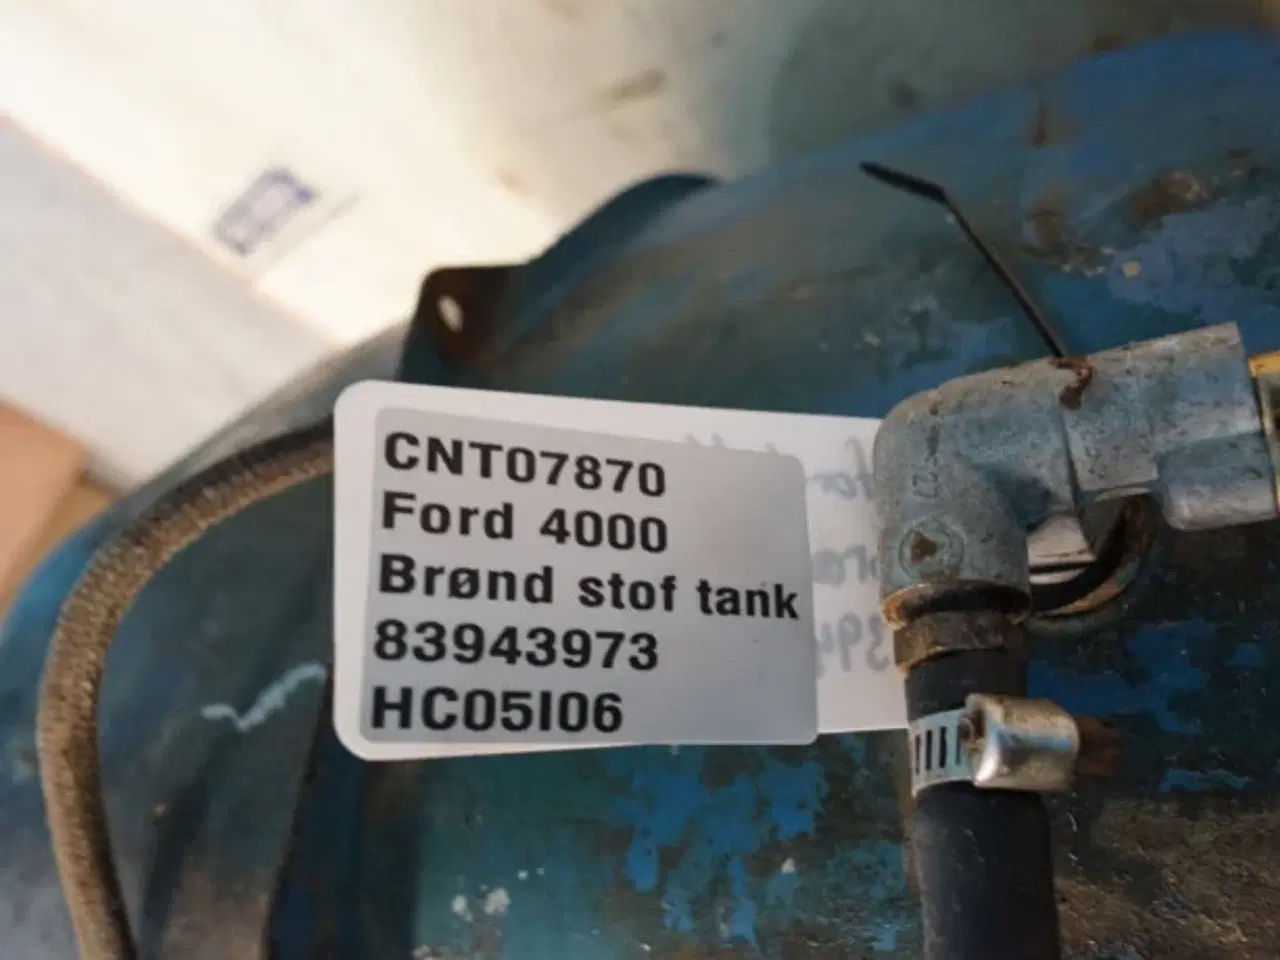 CNT07870
Ford 4000
Brønd stof tank
83943973
HC05I06